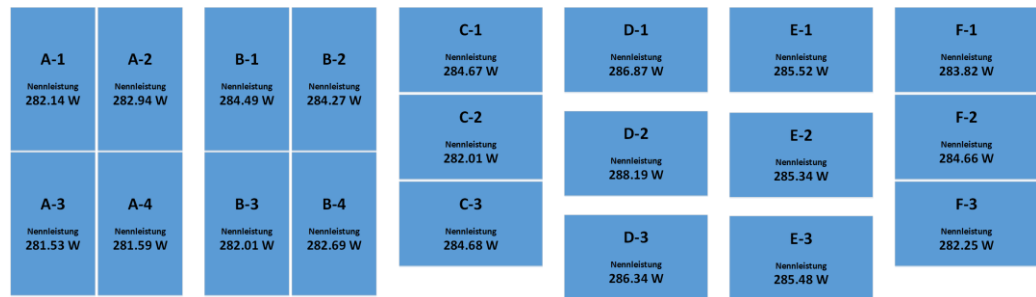 A-1
Nennleistung
282.14 W
A-2
Nennleistung
282.94 W
A-3
Nennleistung
281.53 W
A-4
Nennleistung
281.59 W
B-1
Nennleistung
284.49 W
B-2
Nennleistung
284.27 W
B-3
Nennleistung
282.01 W
B-4
Nennleistung
282.69 W
C-1
Nennleistung
284.67 W
C-2
Nennleistung
282.01 W
C-3
Nennleistung
284.68 W
D-1
Nennleistung
286.87 W
D-2
Nennleistung
288.19 W
D-3
Nennleistung
286.34 W
E-1
Nennleistung
285.52 W
E-2
Nennleistung
285.34 W
E-3
Nennleistung
285.48 W
F-1
Nennleistung
283.82 W
F-2
Nennleistung
284.66 W
F-3
Nennleistung
282.25 W